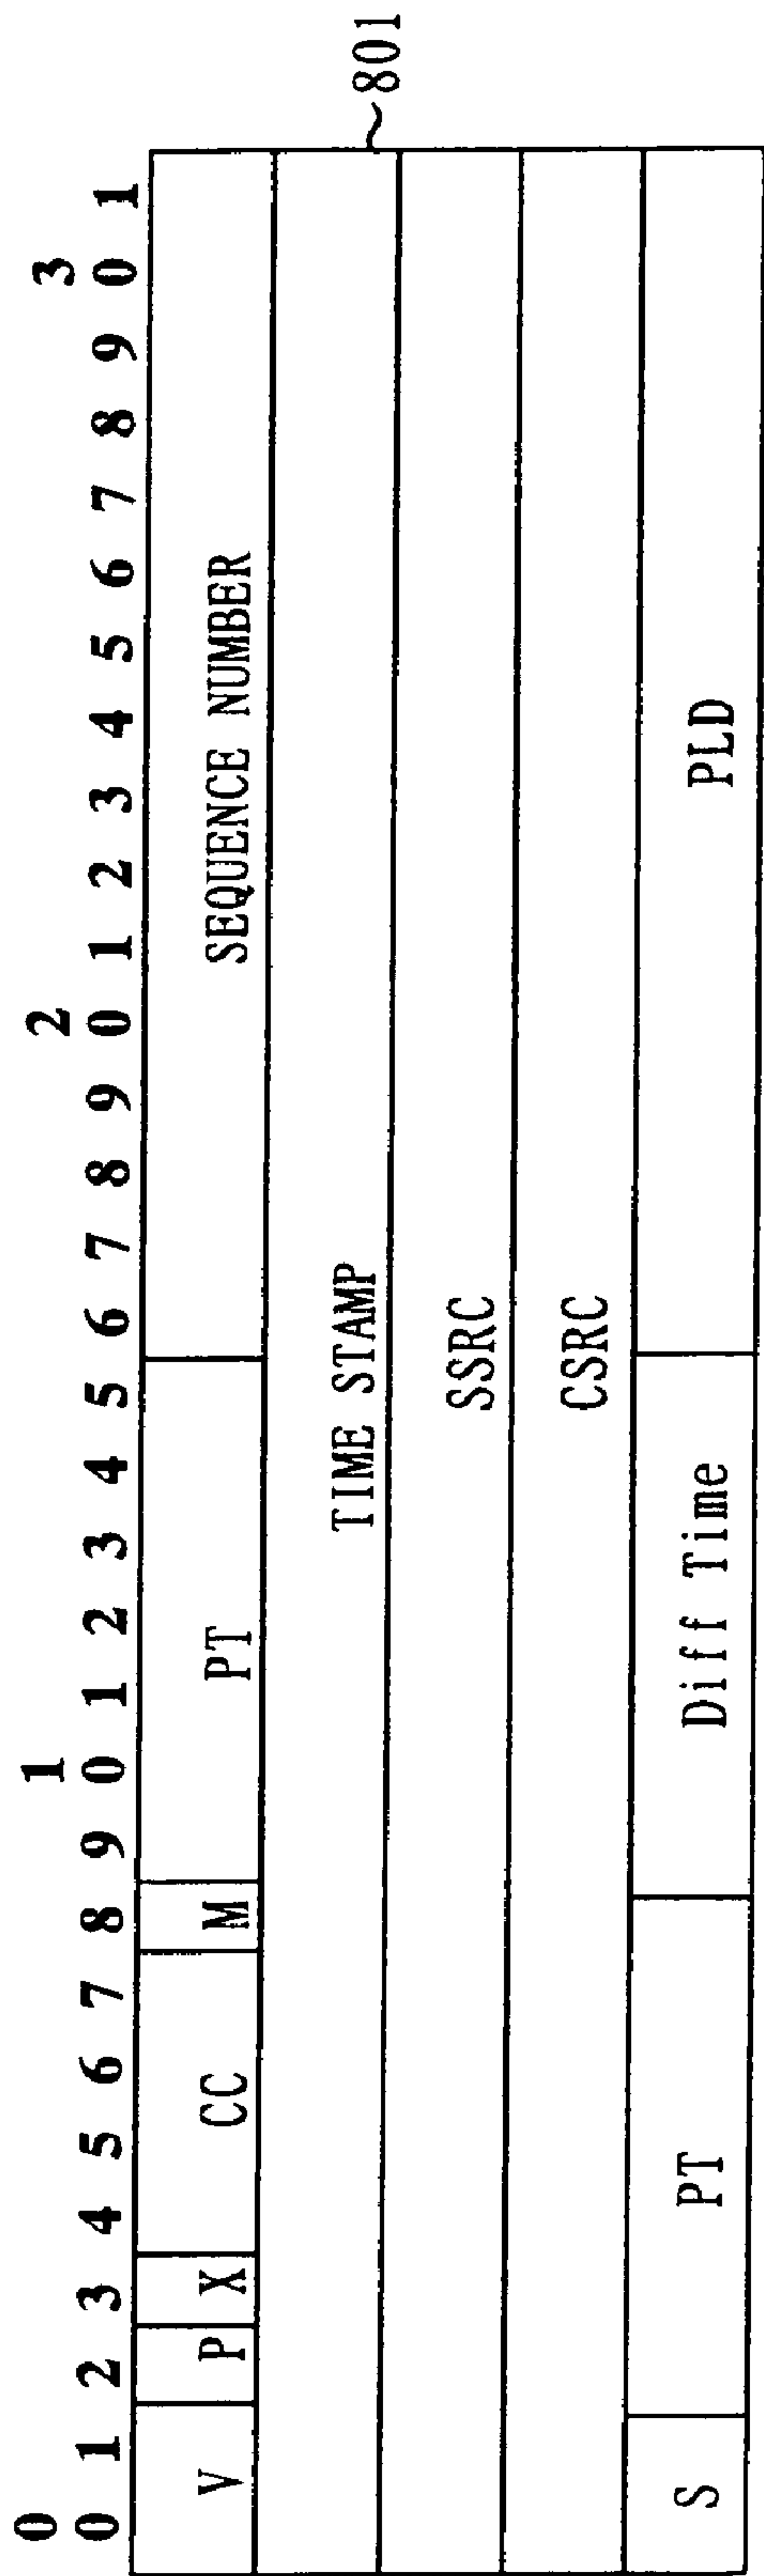 0 1 2 3
0 1 2 3 4 5 6 7 8 9 0 1 2 3 4 5 6 7 8 9 0 1 2 3 4 5 6 7 8 9 0 1
V P X CC M PT SEQUENCE NUMBER
TIME STAMP
801
SSRC
CSRC
S PT Diff Time PLD